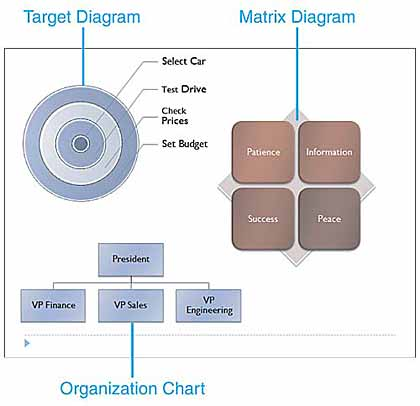 Target Diagram
Matrix Diagram
Select Car
Test Drive
Check
Prices
Set Budget
Patience
Information
Success
Peace
President
VP Finance
VP Sales
VP
Engineering
Organization Chart